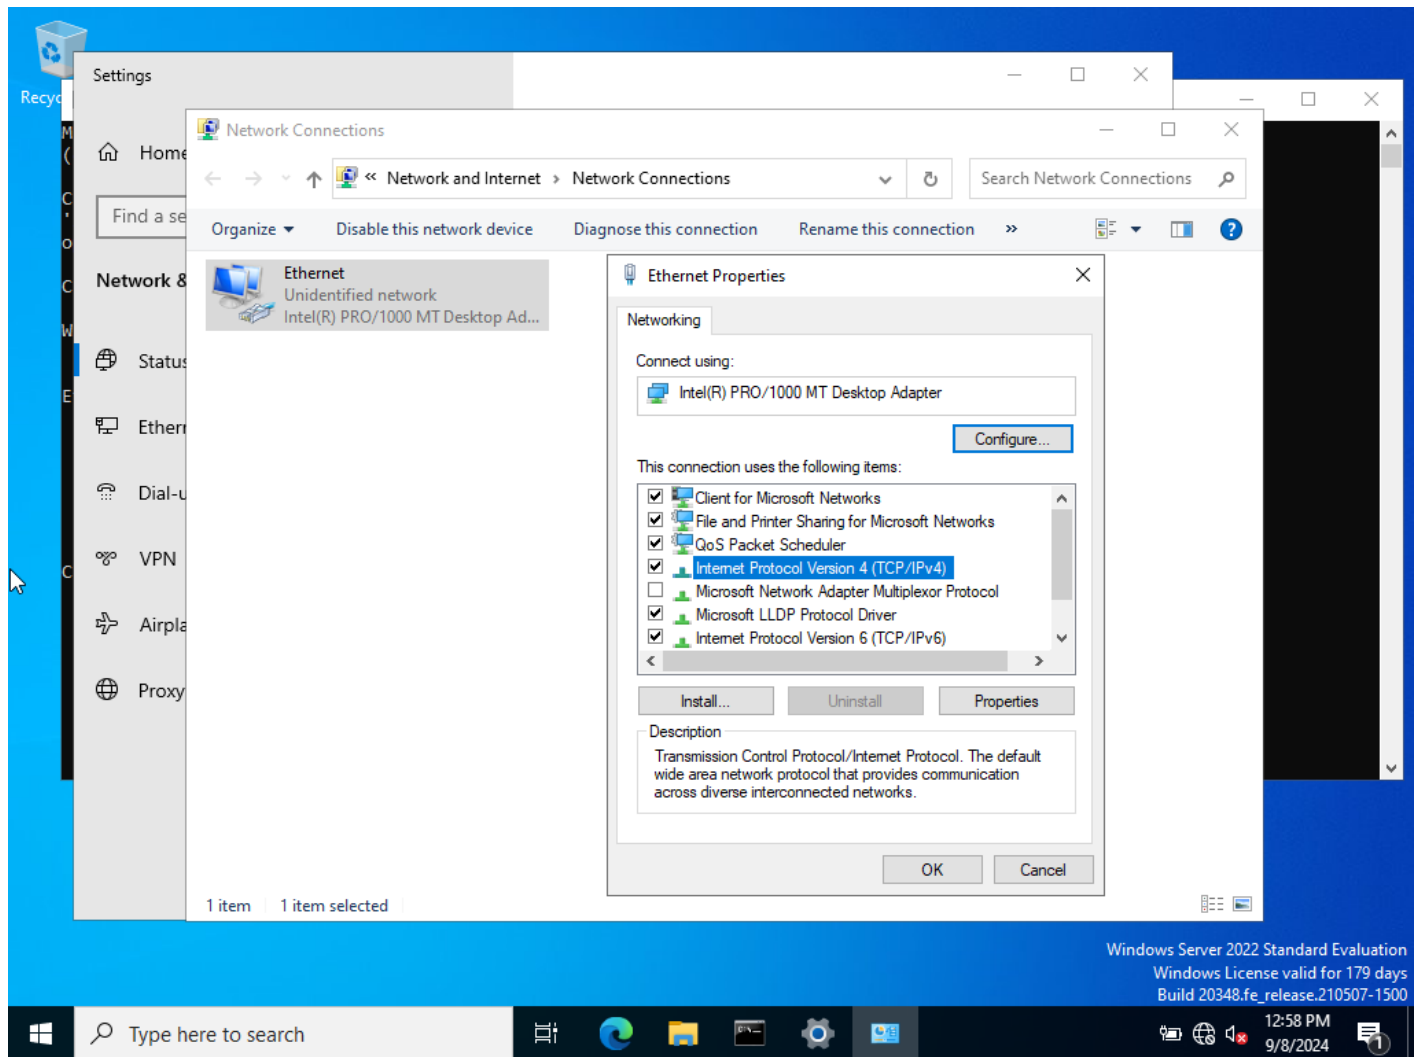 Recyc
Settings
Home
Find a se
Network &
Status
Ethern
Dial-u
VPN
Airpla
Proxy
Network Connections
« Network and Internet › Network Connections
Search Network Connections
Organize
Disable this network device
Diagnose this connection
Rename this connection
»
Ethernet
Unidentified network
Intel(R) PRO/1000 MT Desktop Ad...
Ethernet Properties
Networking
Connect using:
Intel(R) PRO/1000 MT Desktop Adapter
Configure...
This connection uses the following items:
Client for Microsoft Networks
File and Printer Sharing for Microsoft Networks
QoS Packet Scheduler
Internet Protocol Version 4 (TCP/IPv4)
Microsoft Network Adapter Multiplexor Protocol
Microsoft LLDP Protocol Driver
Internet Protocol Version 6 (TCP/IPv6)
Install...
Uninstall
Properties
Description
Transmission Control Protocol/Internet Protocol. The default
wide area network protocol that provides communication
across diverse interconnected networks.
OK
Cancel
1 item
1 item selected
Windows Server 2022 Standard Evaluation
Windows License valid for 179 days
Build 20348.fe_release.210507-1500
Type here to search
12:58 PM
9/8/2024
1